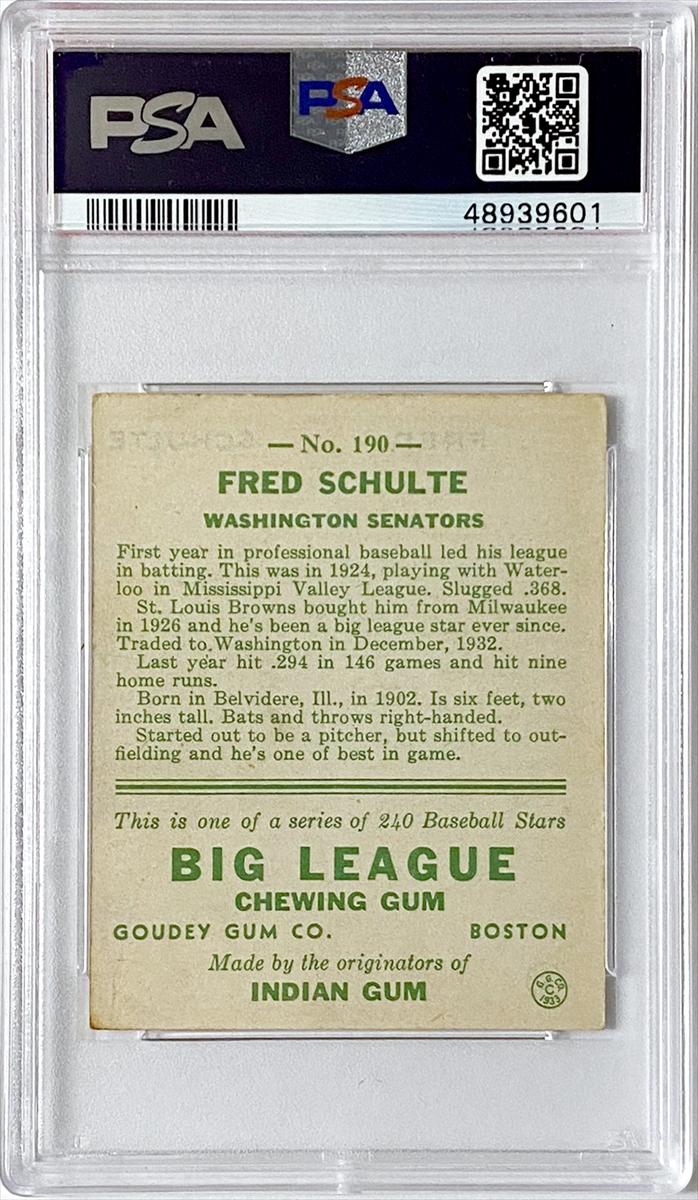 PSA
PSA
48939601
— No. 190 —
FRED SCHULTE
WASHINGTON SENATORS
First year in professional baseball led his league
in batting. This was in 1924, playing with Water-
loo in Mississippi Valley League. Slugged .368.
St. Louis Browns bought him from Milwaukee
in 1926 and he's been a big league star ever since.
Traded to Washington in December, 1932.
Last year hit .294 in 146 games and hit nine
home runs.
Born in Belvidere, Ill., in 1902. Is six feet, two
inches tall. Bats and throws right-handed.
Started out to be a pitcher, but shifted to out-
fielding and he's one of best in game.
This is one of a series of 240 Baseball Stars
BIG LEAGUE
CHEWING GUM
GOUDEY GUM CO. BOSTON
Made by the originators of
INDIAN GUM
G. G. CO.
C
1933